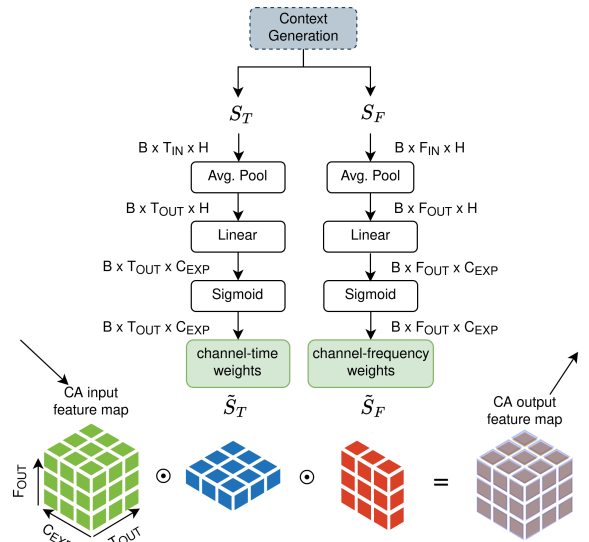 Context
Generation
S_T
S_F
B x T_IN x H
B x F_IN x H
Avg. Pool
Avg. Pool
B x T_OUT x H
B x F_OUT x H
Linear
Linear
B x T_OUT x C_EXP
B x F_OUT x C_EXP
Sigmoid
Sigmoid
B x T_OUT x C_EXP
B x F_OUT x C_EXP
channel-time
weights
channel-frequency
weights
CA input
feature map
S̃_T
S̃_F
CA output
feature map
F_OUT
C_EXP
T_OUT
⊙
⊙
=